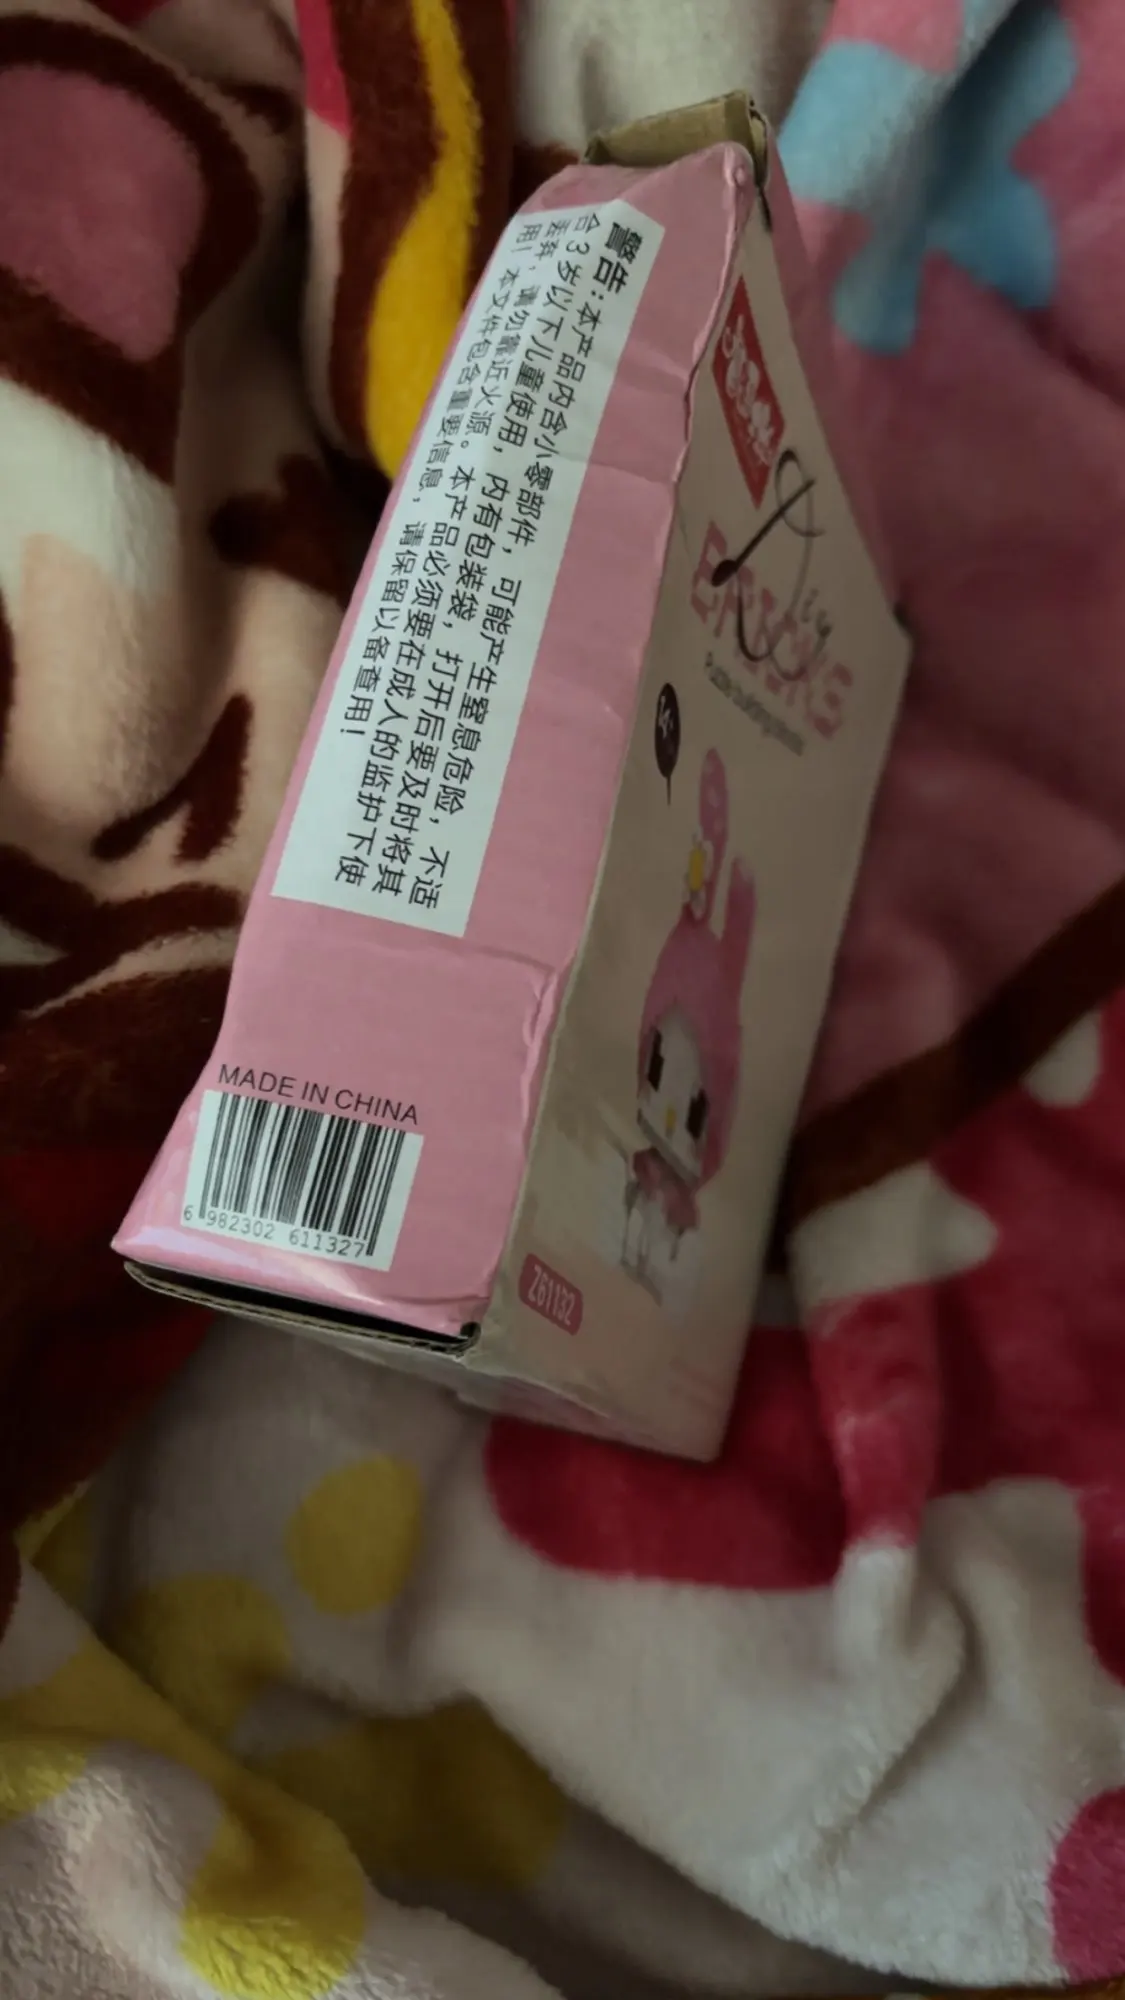 警告：本产品内含小零部件，可能产生窒息危险，不适
合3岁以下儿童使用，内有包装袋，打开后要及时将其
丢弃，请勿靠近火源。本产品必须要在成人的监护下使
用！本文件包含重要信息，请保留以备查用！
MADE IN CHINA
6 982302 611327
Diy
BRICKS
14+
Z61132